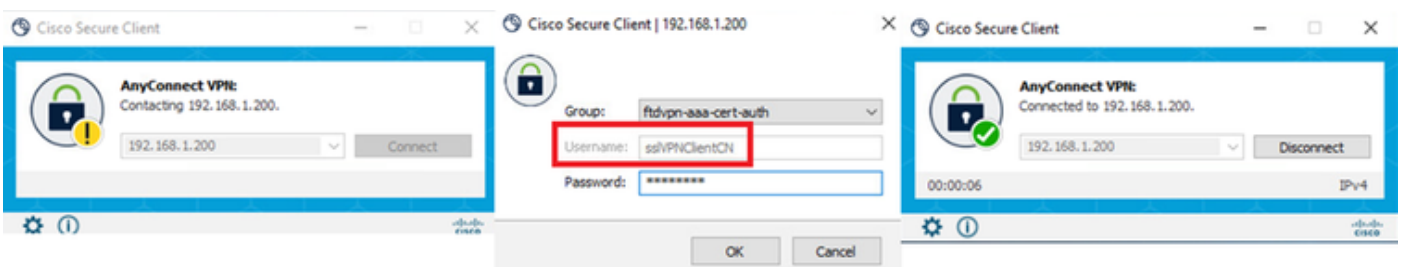 Cisco Secure Client
AnyConnect VPN:
Contacting 192.168.1.200.
192.168.1.200
Connect
cisco
Cisco Secure Client | 192.168.1.200
Group: ftdvpn-aaa-cert-auth
Username: sslVPNClientCN
Password: ********
OK Cancel
Cisco Secure Client
AnyConnect VPN:
Connected to 192.168.1.200.
192.168.1.200
Disconnect
00:00:06 IPv4
cisco